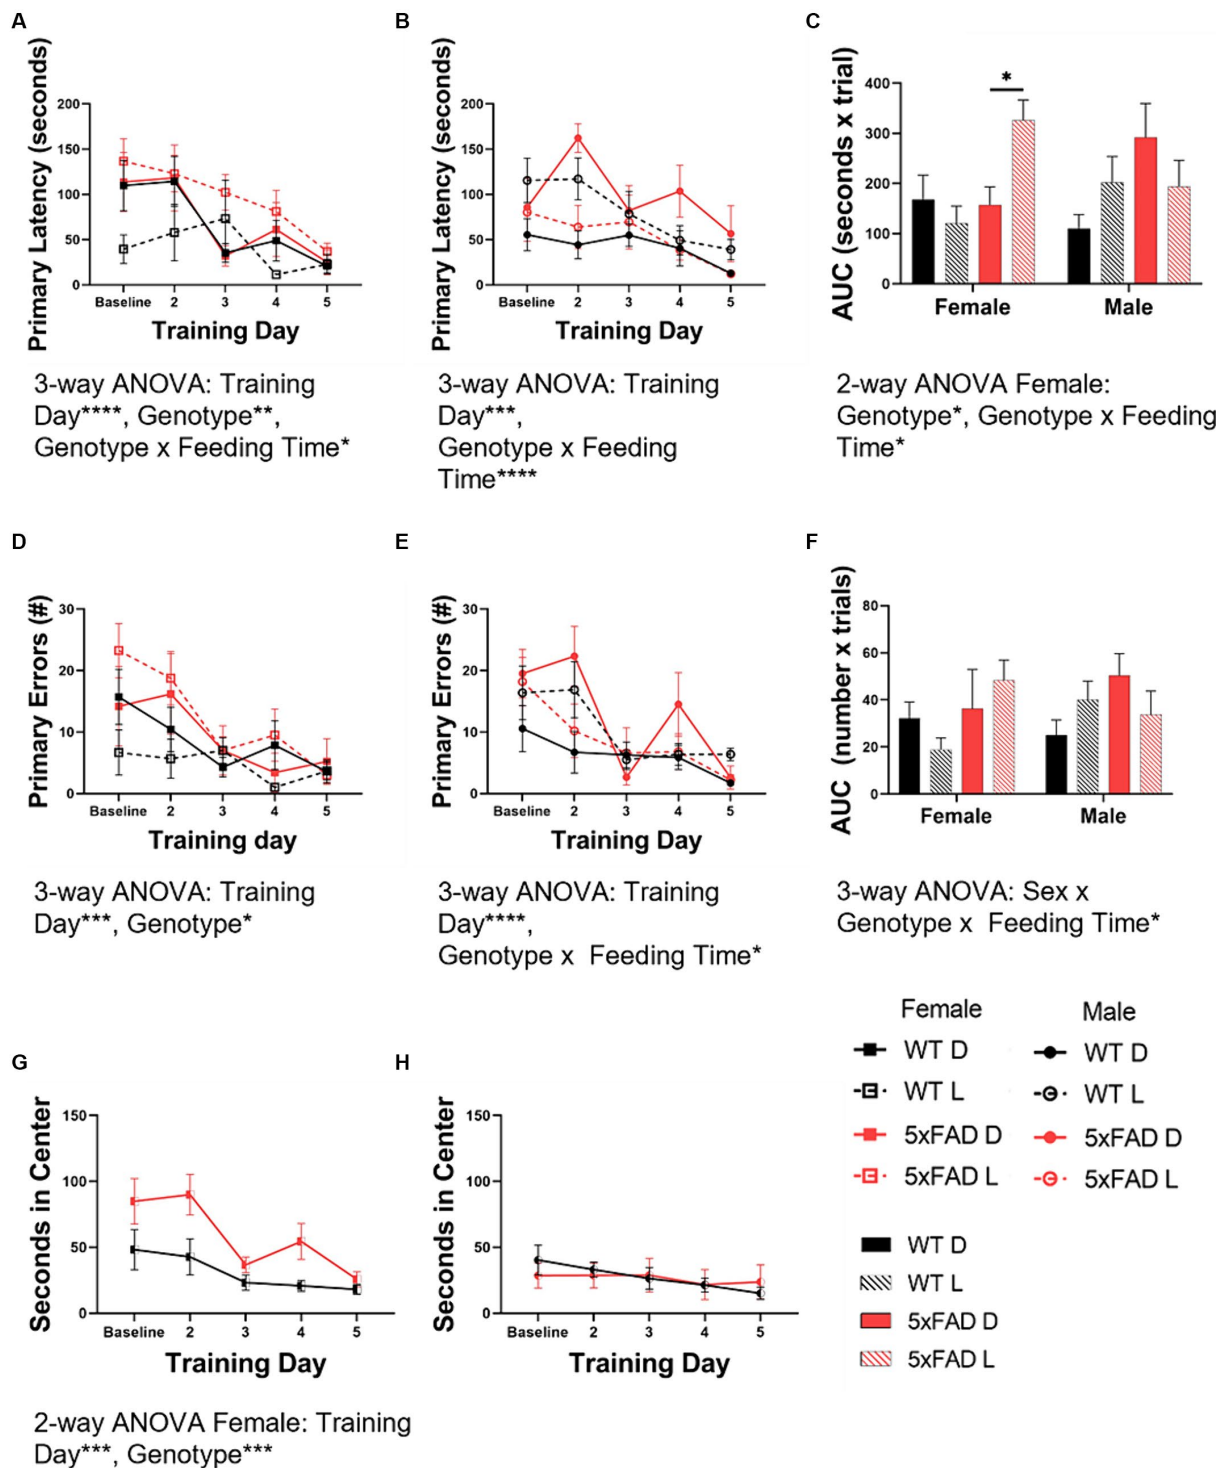 A
B
C
Primary Latency (seconds)
200
150
100
50
0
Baseline 2 3 4 5
Training Day
3-way ANOVA: Training
Day****, Genotype**,
Genotype x Feeding Time*
Primary Latency (seconds)
200
150
100
50
0
Baseline 2 3 4 5
Training Day
3-way ANOVA: Training
Day***,
Genotype x Feeding
Time****
AUC (seconds x trial)
400
300
200
100
0
*
Female Male
2-way ANOVA Female:
Genotype*, Genotype x Feeding
Time*
D
E
F
Primary Errors (#)
30
20
10
0
Baseline 2 3 4 5
Training day
3-way ANOVA: Training
Day***, Genotype*
Primary Errors (#)
30
20
10
0
Baseline 2 3 4 5
Training Day
3-way ANOVA: Training
Day****,
Genotype x Feeding Time*
AUC (number x trials)
80
60
40
20
0
Female Male
3-way ANOVA: Sex x
Genotype x Feeding Time*
G
H
Seconds in Center
150
100
50
0
Baseline 2 3 4 5
Training Day
2-way ANOVA Female: Training
Day***, Genotype***
Seconds in Center
150
100
50
0
Baseline 2 3 4 5
Training Day
Female Male
WT D WT D
WT L WT L
5xFAD D 5xFAD D
5xFAD L 5xFAD L
WT D
WT L
5xFAD D
5xFAD L